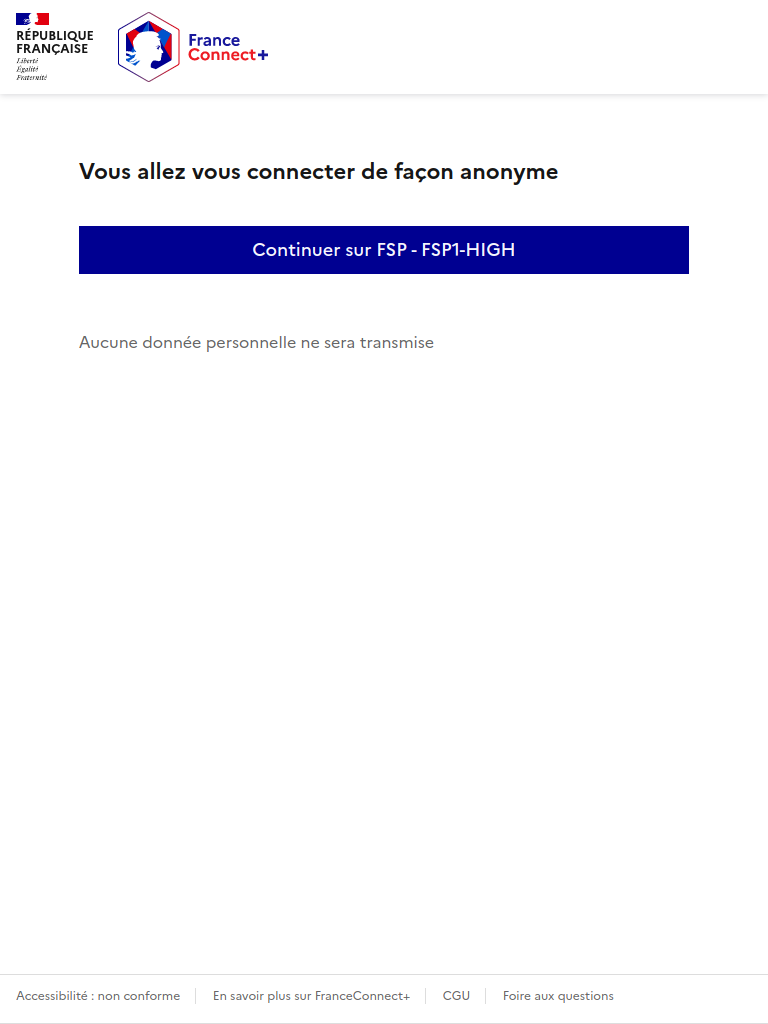 RÉPUBLIQUE
FRANÇAISE
Liberté
Égalité
Fraternité
France
Connect+
Vous allez vous connecter de façon anonyme
Continuer sur FSP - FSP1-HIGH
Aucune donnée personnelle ne sera transmise
Accessibilité : non conforme
En savoir plus sur FranceConnect+
CGU
Foire aux questions